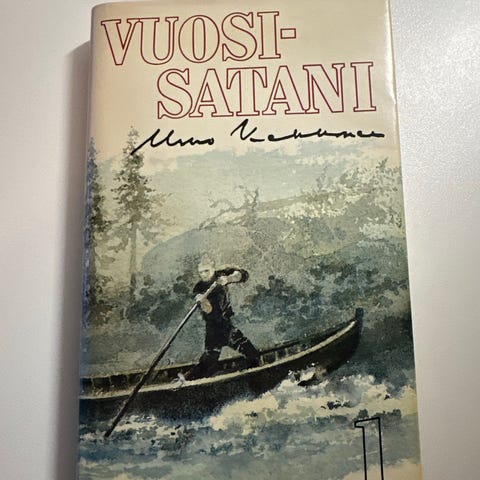 VUOSI-
SATANI
Urho Kekkonen
1